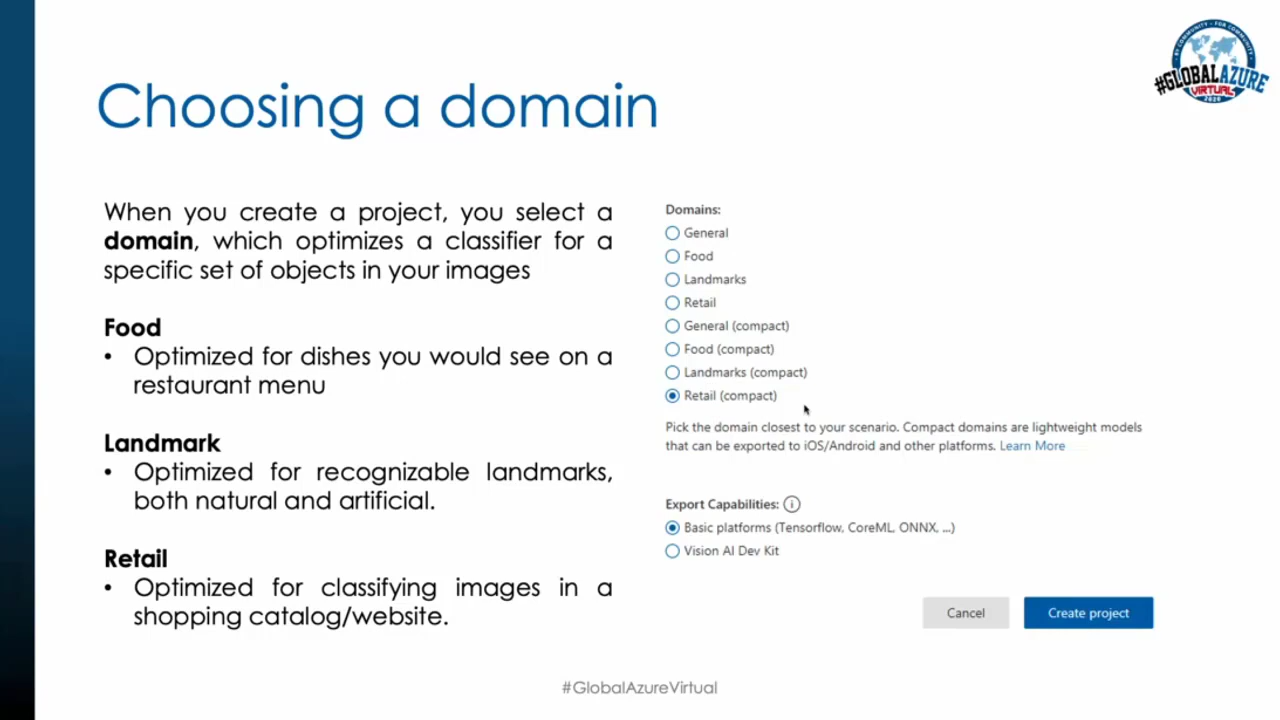 BY COMMUNITY - FOR COMMUNITY
#GLOBALAZURE
VIRTUAL
2020
Choosing a domain
When you create a project, you select a
domain, which optimizes a classifier for a
specific set of objects in your images
Food
• Optimized for dishes you would see on a
restaurant menu
Landmark
• Optimized for recognizable landmarks,
both natural and artificial.
Retail
• Optimized for classifying images in a
shopping catalog/website.
Domains:
General
Food
Landmarks
Retail
General (compact)
Food (compact)
Landmarks (compact)
Retail (compact)
Pick the domain closest to your scenario. Compact domains are lightweight models
that can be exported to iOS/Android and other platforms. Learn More
Export Capabilities: i
Basic platforms (Tensorflow, CoreML, ONNX, ...)
Vision AI Dev Kit
Cancel
Create project
#GlobalAzureVirtual